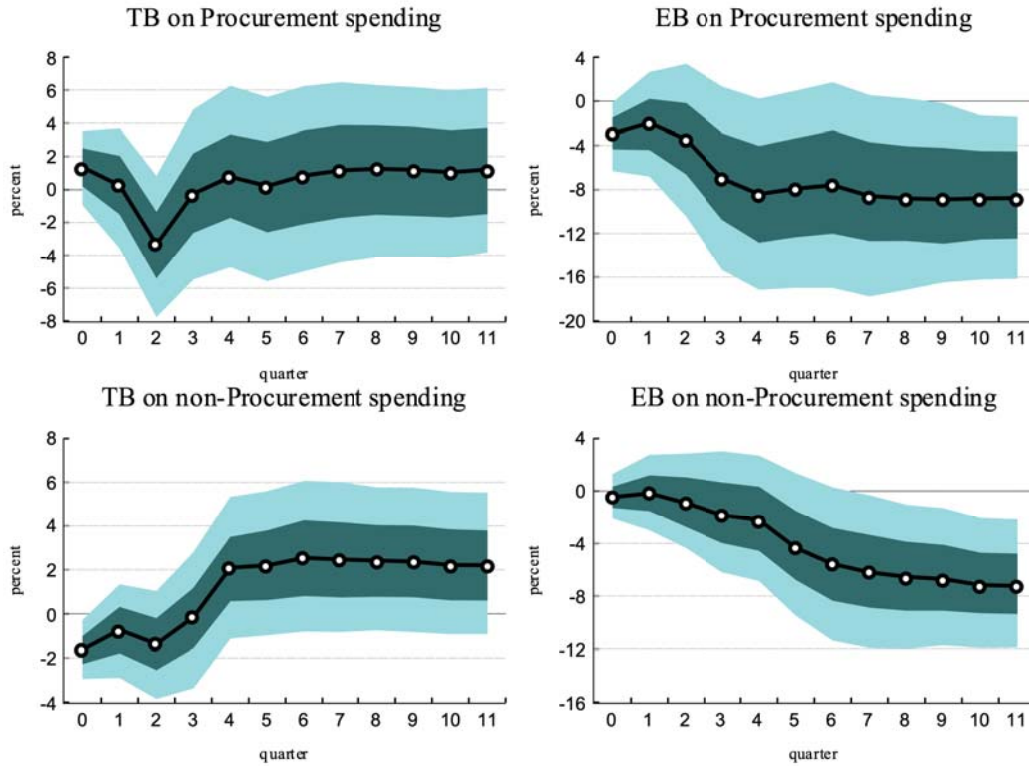 TB on Procurement spending
8
6
4
2
0
-2
-4
-6
-8
percent
0 1 2 3 4 5 6 7 8 9 10 11
quarter
EB on Procurement spending
4
0
-4
-8
-12
-16
-20
percent
0 1 2 3 4 5 6 7 8 9 10 11
quarter
TB on non-Procurement spending
8
6
4
2
0
-2
-4
percent
0 1 2 3 4 5 6 7 8 9 10 11
quarter
EB on non-Procurement spending
4
0
-4
-8
-12
-16
percent
0 1 2 3 4 5 6 7 8 9 10 11
quarter